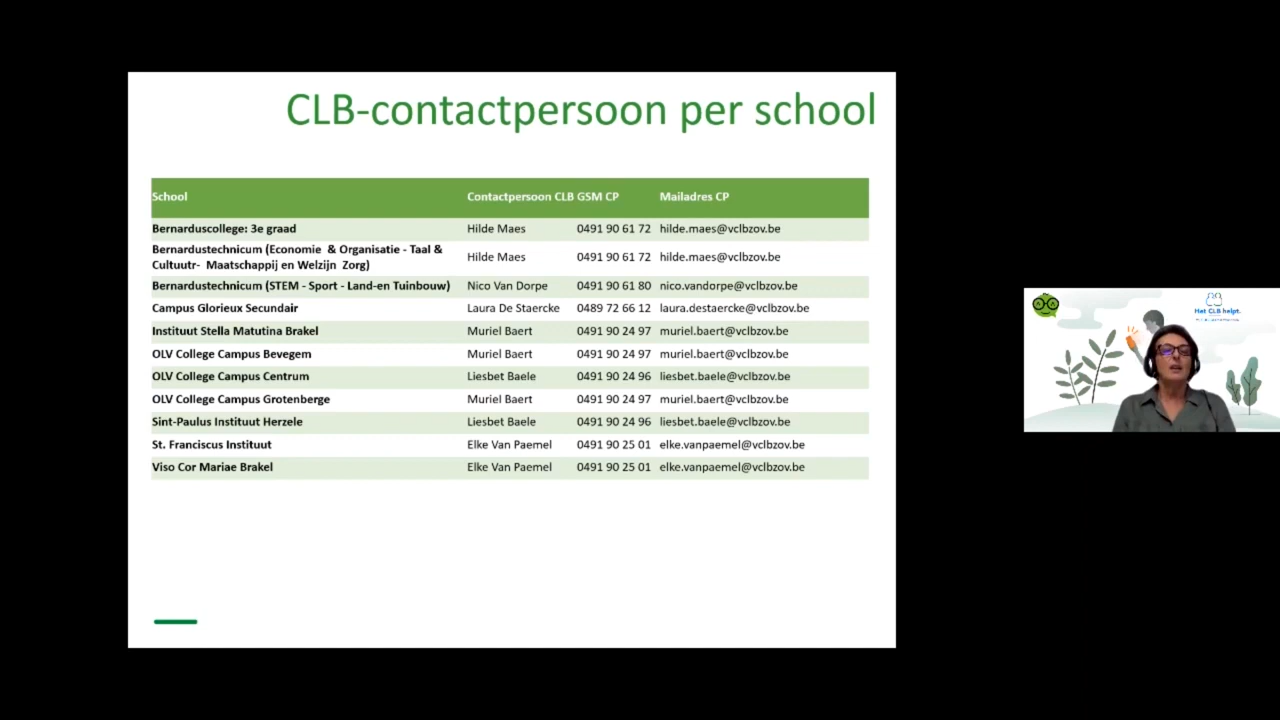 CLB-contactpersoon per school
School Contactpersoon CLB GSM CP Mailadres CP
Bernarduscollege: 3e graad Hilde Maes 0491 90 61 72 hilde.maes@vclbzov.be
Bernardustechnicum (Economie & Organisatie - Taal &
Cultuutr- Maatschappij en Welzijn Zorg) Hilde Maes 0491 90 61 72 hilde.maes@vclbzov.be
Bernardustechnicum (STEM - Sport - Land-en Tuinbouw) Nico Van Dorpe 0491 90 61 80 nico.vandorpe@vclbzov.be
Campus Glorieux Secundair Laura De Staercke 0489 72 66 12 laura.destaercke@vclbzov.be
Instituut Stella Matutina Brakel Muriel Baert 0491 90 24 97 muriel.baert@vclbzov.be
OLV College Campus Bevegem Muriel Baert 0491 90 24 97 muriel.baert@vclbzov.be
OLV College Campus Centrum Liesbet Baele 0491 90 24 96 liesbet.baele@vclbzov.be
OLV College Campus Grotenberge Muriel Baert 0491 90 24 97 muriel.baert@vclbzov.be
Sint-Paulus Instituut Herzele Liesbet Baele 0491 90 24 96 liesbet.baele@vclbzov.be
St. Franciscus Instituut Elke Van Paemel 0491 90 25 01 elke.vanpaemel@vclbzov.be
Viso Cor Mariae Brakel Elke Van Paemel 0491 90 25 01 elke.vanpaemel@vclbzov.be
Het CLB helpt.